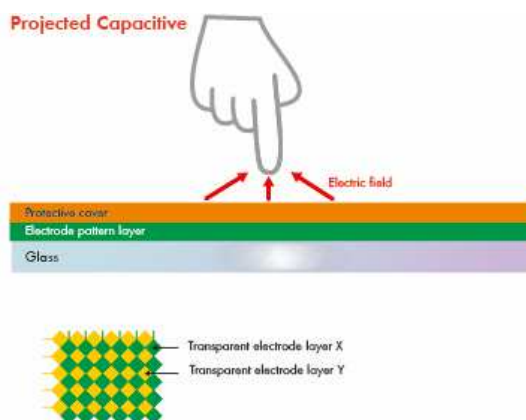 Projected Capacitive
Electric field
Protective cover
Electrode pattern layer
Glass
Transparent electrode layer X
Transparent electrode layer Y